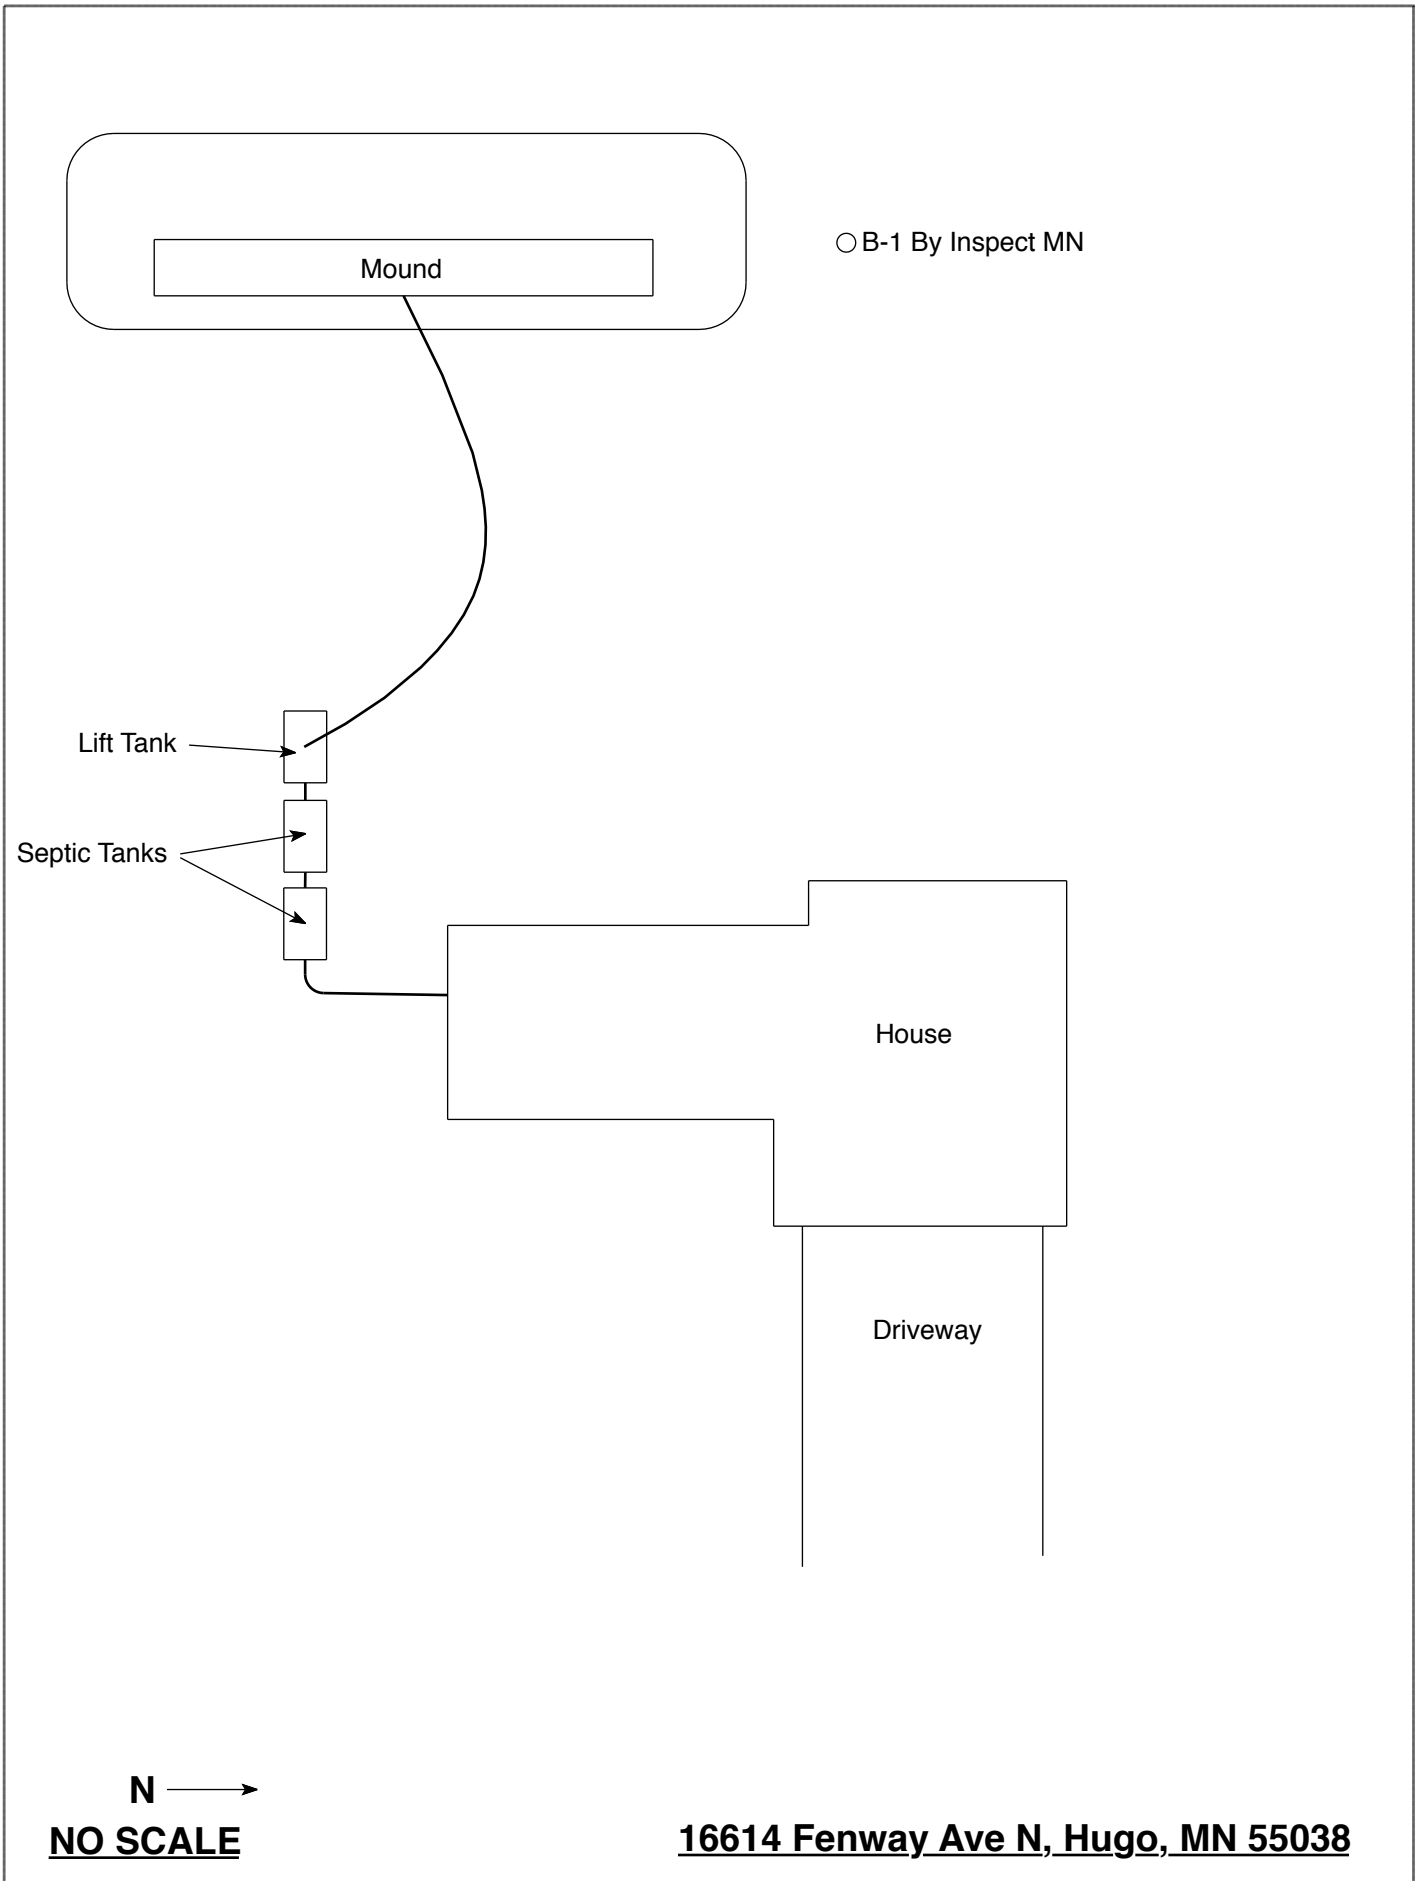 B-1 By Inspect MN
Mound
Lift Tank
Septic Tanks
House
Driveway
N
NO SCALE
16614 Fenway Ave N, Hugo, MN 55038